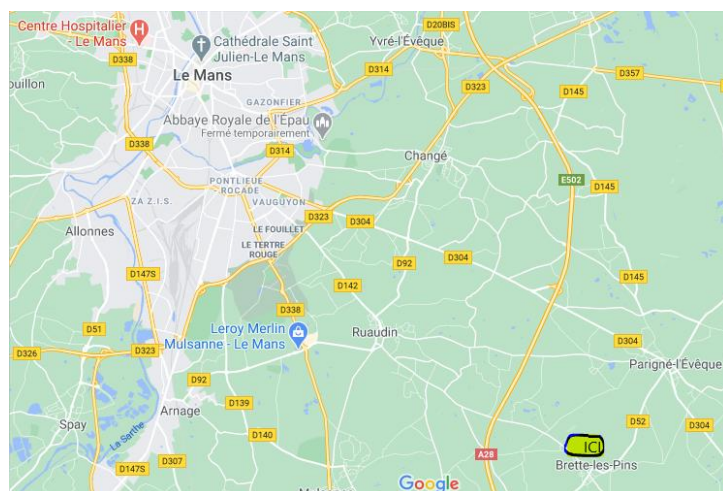 Centre Hospitalier
- Le Mans
D338
Cathédrale Saint
Julien-Le Mans
Le Mans
D20BIS
Yvré-l'Évêque
D314
D323
D357
D145
ouillon
GAZONFIER
Abbaye Royale de l'Épau
Fermé temporairement
D338
D314
Changé
E502
D145
PONTLIEUE
ROCADE
ZA Z.I.S.
VAUGUYON
D323
D304
Allonnes
LE FOUILLET
LE TERTRE
ROUGE
D147S
D92
D304
D142
D145
D338
D51
Leroy Merlin
Mulsanne - Le Mans
Ruaudin
D304
D326
D323
Parigné-l'Évêque
D92
D139
Arnage
Spay
D52
D304
La Sarthe
D140
ICI
A28
D147S
D307
Brette-les-Pins
Google